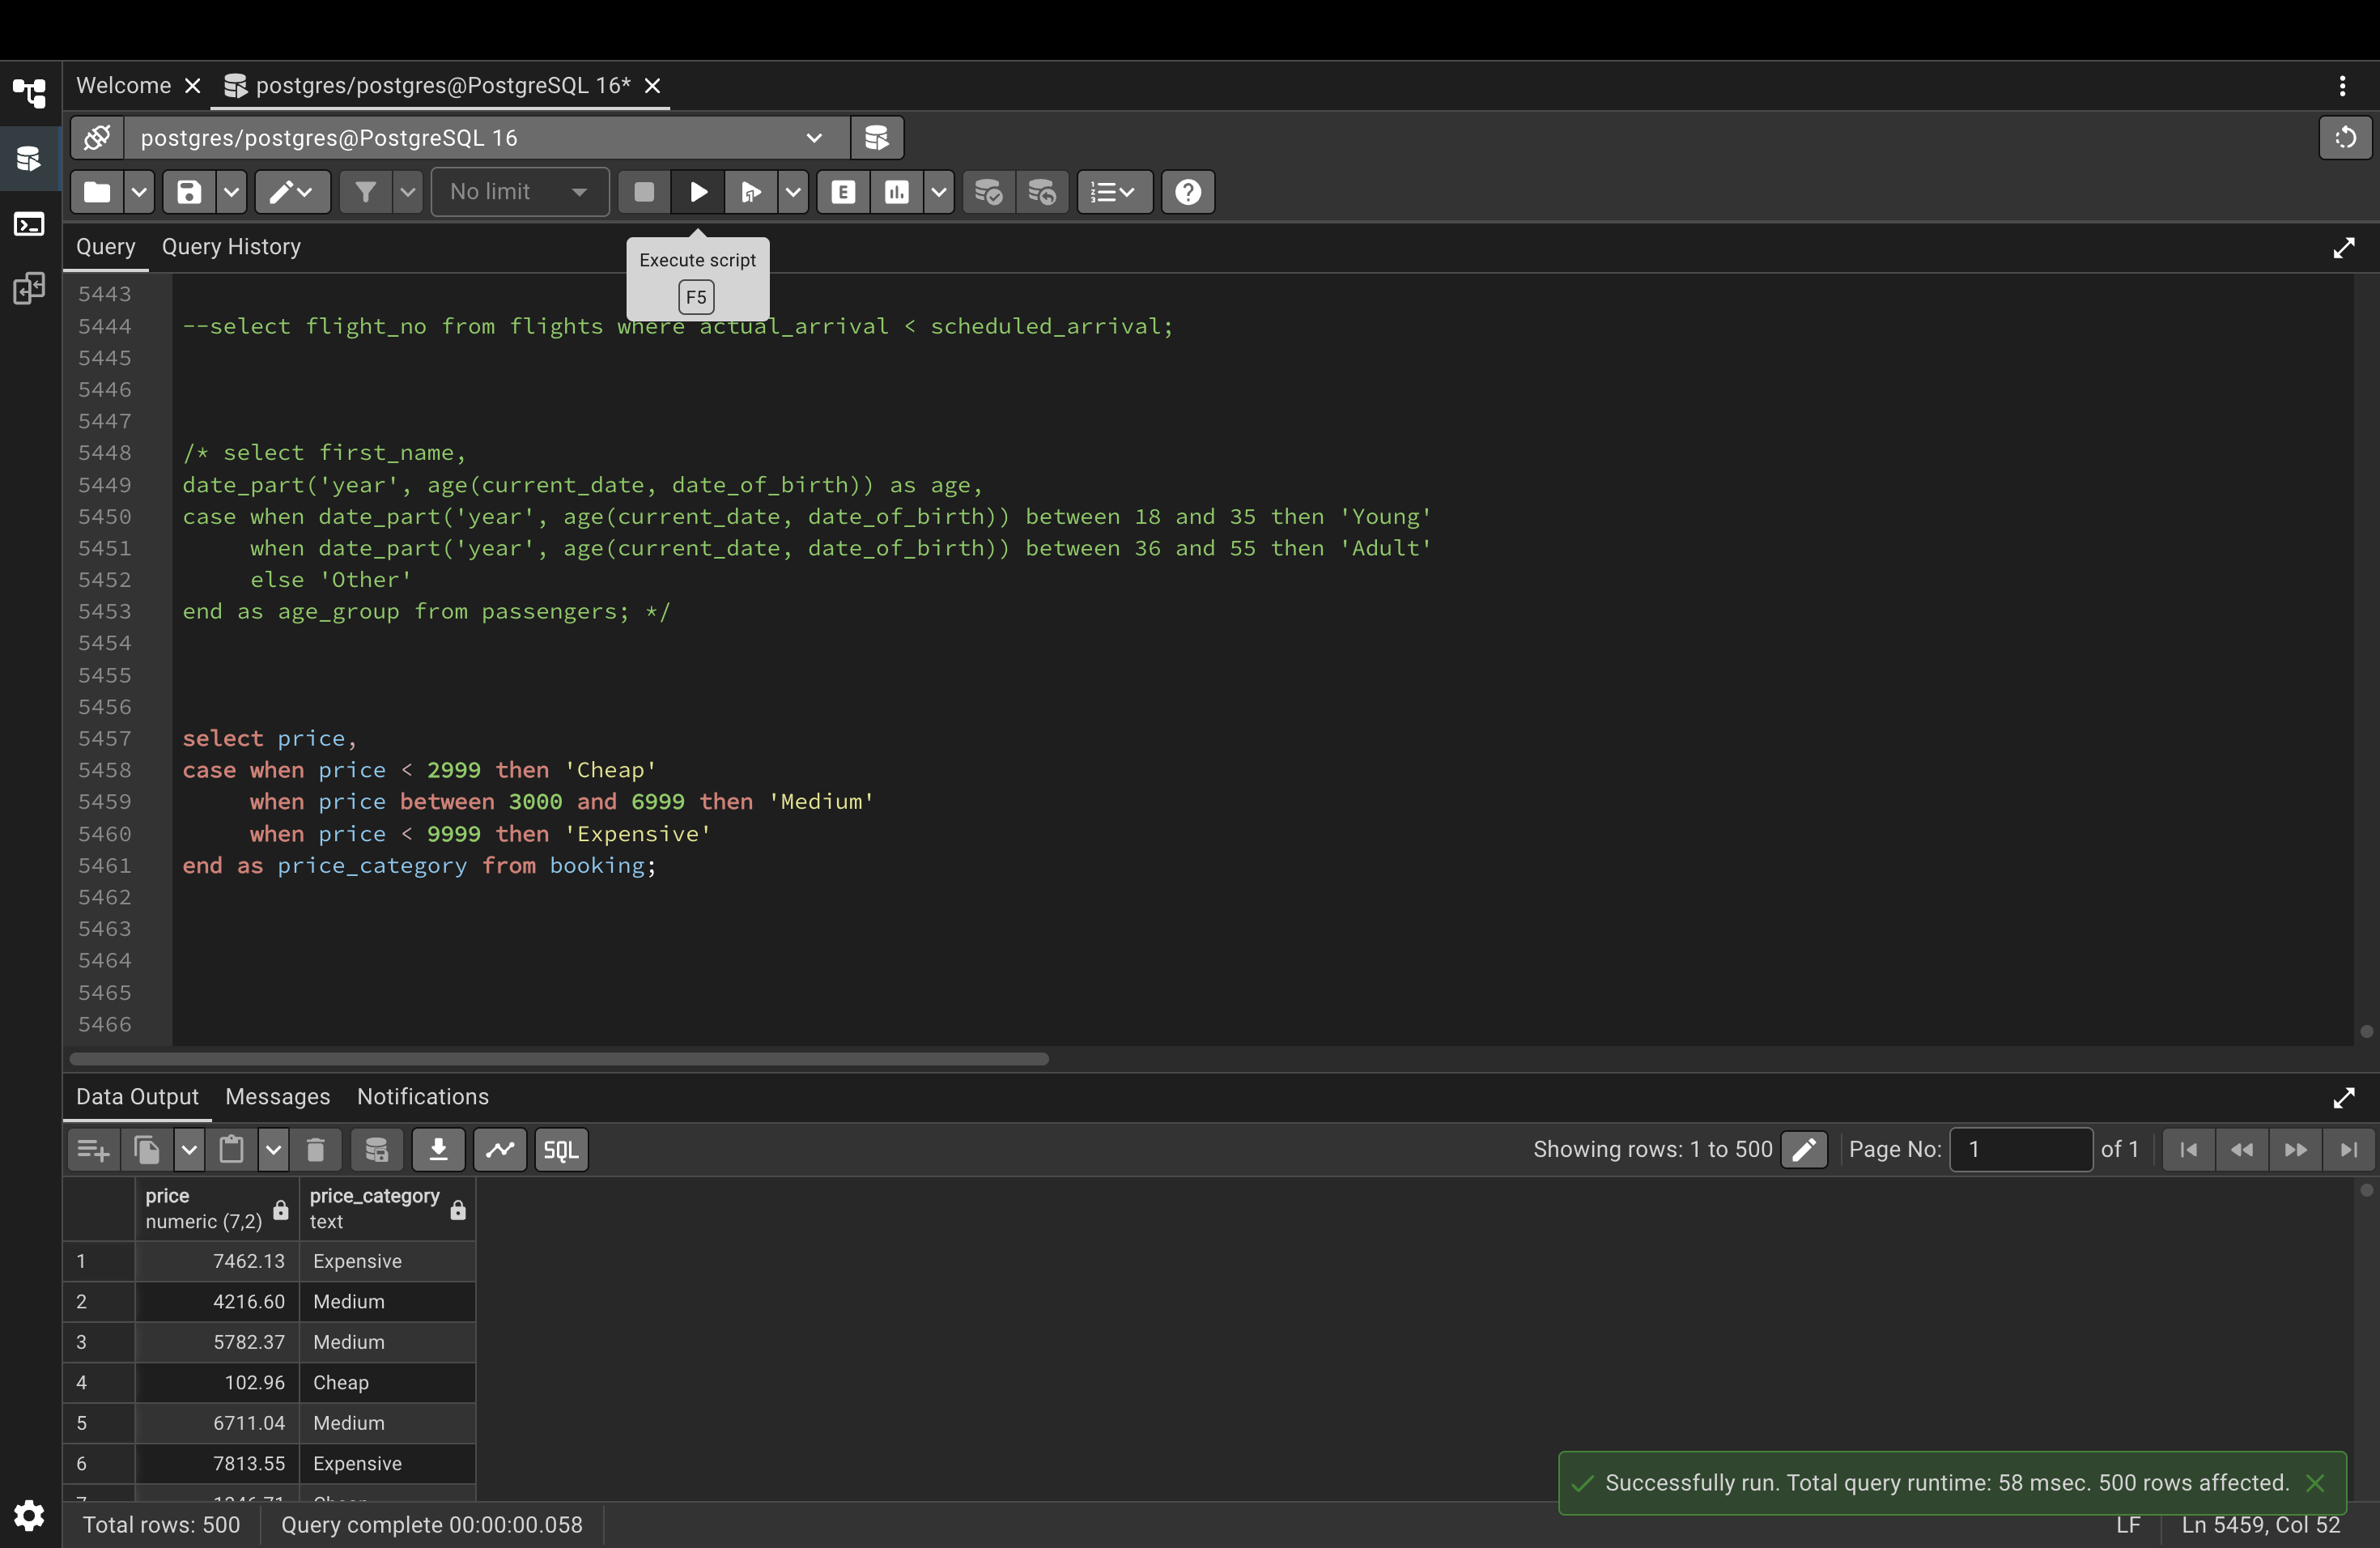 Welcome
postgres/postgres@PostgreSQL 16*
postgres/postgres@PostgreSQL 16
No limit
E
Query Query History
Execute script
F5
5443
5444 --select flight_no from flights where actual_arrival < scheduled_arrival;
5445
5446
5447
5448 /* select first_name,
5449 date_part('year', age(current_date, date_of_birth)) as age,
5450 case when date_part('year', age(current_date, date_of_birth)) between 18 and 35 then 'Young'
5451 when date_part('year', age(current_date, date_of_birth)) between 36 and 55 then 'Adult'
5452 else 'Other'
5453 end as age_group from passengers; */
5454
5455
5456
5457 select price,
5458 case when price < 2999 then 'Cheap'
5459 when price between 3000 and 6999 then 'Medium'
5460 when price < 9999 then 'Expensive'
5461 end as price_category from booking;
5462
5463
5464
5465
5466
Data Output Messages Notifications
SQL
Showing rows: 1 to 500
Page No: 1 of 1
price
numeric (7,2)
price_category
text
1 7462.13 Expensive
2 4216.60 Medium
3 5782.37 Medium
4 102.96 Cheap
5 6711.04 Medium
6 7813.55 Expensive
Successfully run. Total query runtime: 58 msec. 500 rows affected.
Total rows: 500 Query complete 00:00:00.058 LF Ln 5459, Col 52